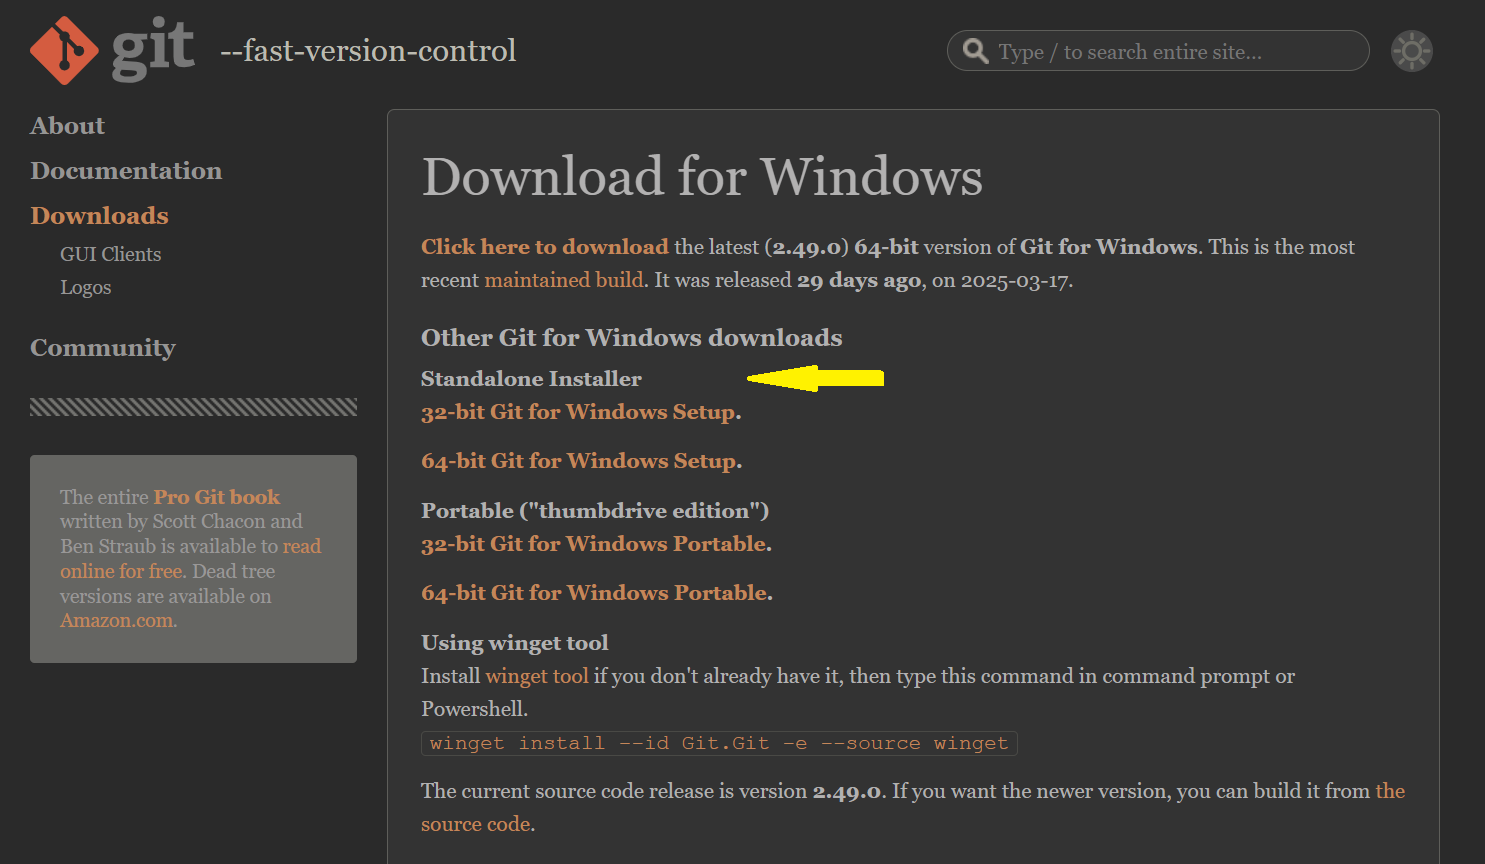 git --fast-version-control
Type / to search entire site...
About
Documentation
Downloads
GUI Clients
Logos
Community
The entire Pro Git book
written by Scott Chacon and
Ben Straub is available to read
online for free. Dead tree
versions are available on
Amazon.com.
Download for Windows
Click here to download the latest (2.49.0) 64-bit version of Git for Windows. This is the most
recent maintained build. It was released 29 days ago, on 2025-03-17.
Other Git for Windows downloads
Standalone Installer
32-bit Git for Windows Setup.
64-bit Git for Windows Setup.
Portable ("thumbdrive edition")
32-bit Git for Windows Portable.
64-bit Git for Windows Portable.
Using winget tool
Install winget tool if you don't already have it, then type this command in command prompt or
Powershell.
winget install --id Git.Git -e --source winget
The current source code release is version 2.49.0. If you want the newer version, you can build it from the
source code.